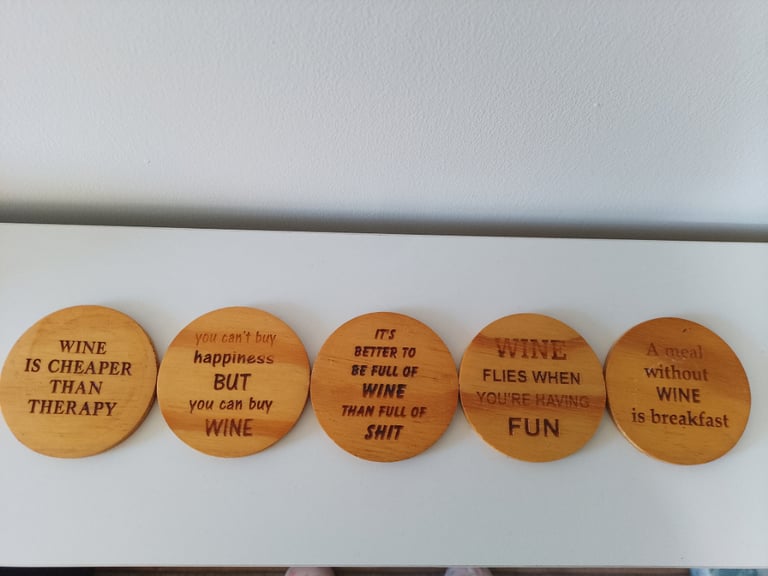 WINE
IS CHEAPER
THAN
THERAPY
you can't buy
happiness
BUT
you can buy
WINE
IT'S
BETTER TO
BE FULL OF
WINE
THAN FULL OF
SHIT
WINE
FLIES WHEN
YOU'RE HAVING
FUN
A meal
without
WINE
is breakfast